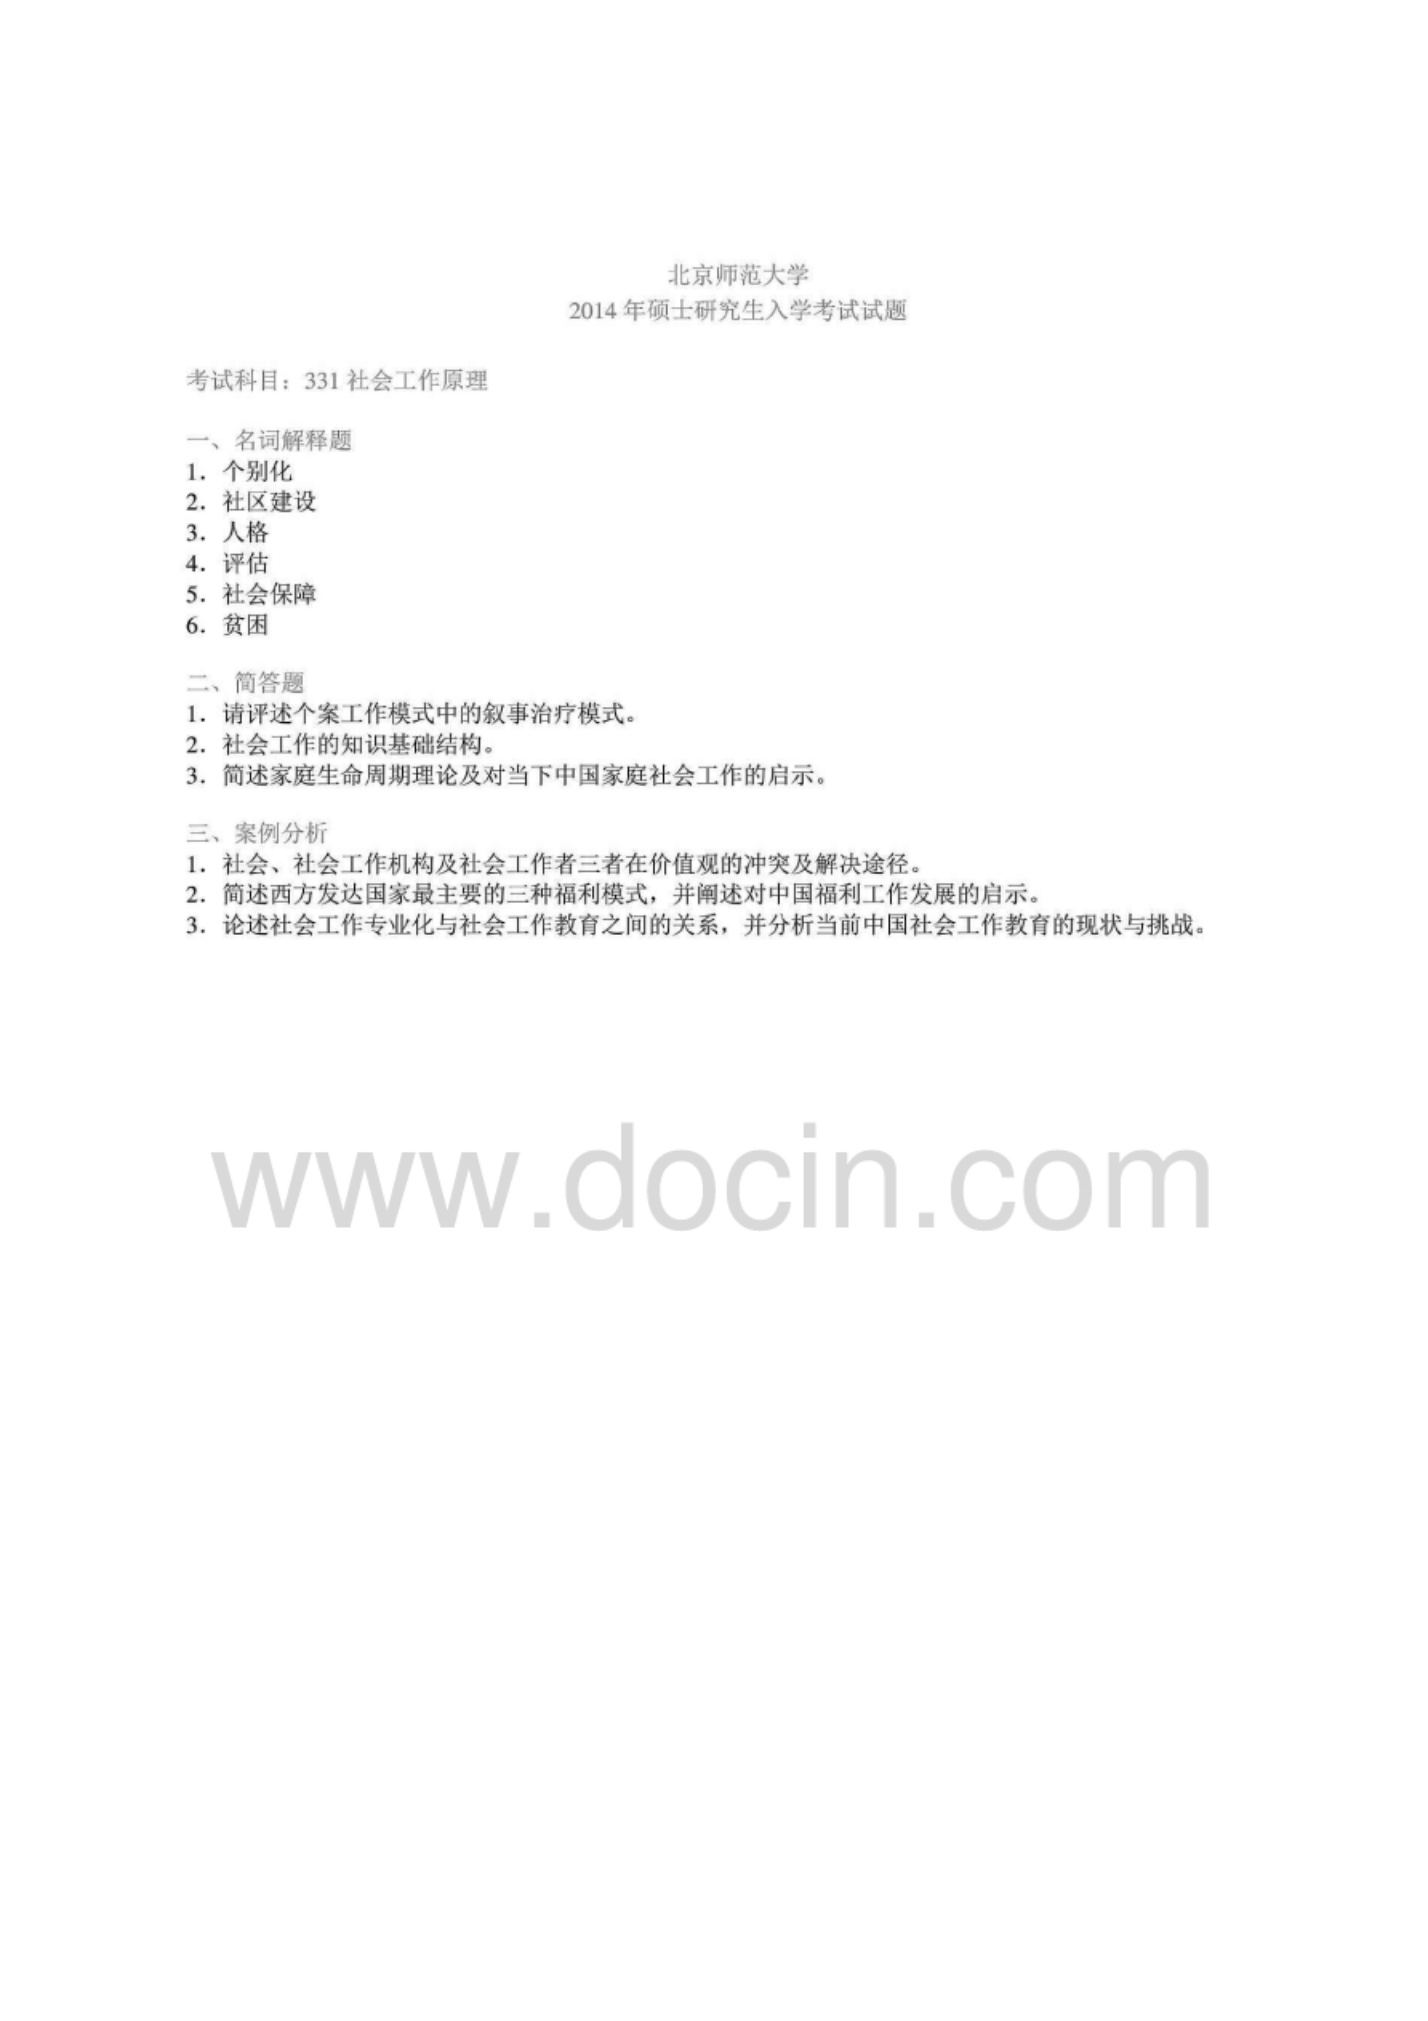 北京师范大学
2014 年硕士研究生入学考试试题
考试科目：331 社会工作原理
一、名词解释题
1．个别化
2．社区建设
3．人格
4．评估
5．社会保障
6．贫困
二、简答题
1．请评述个案工作模式中的叙事治疗模式。
2．社会工作的知识基础结构。
3．简述家庭生命周期理论及对当下中国家庭社会工作的启示。
三、案例分析
1．社会、社会工作机构及社会工作者三者在价值观的冲突及解决途径。
2．简述西方发达国家最主要的三种福利模式，并阐述对中国福利工作发展的启示。
3．论述社会工作专业化与社会工作教育之间的关系，并分析当前中国社会工作教育的现状与挑战。
www.docin.com